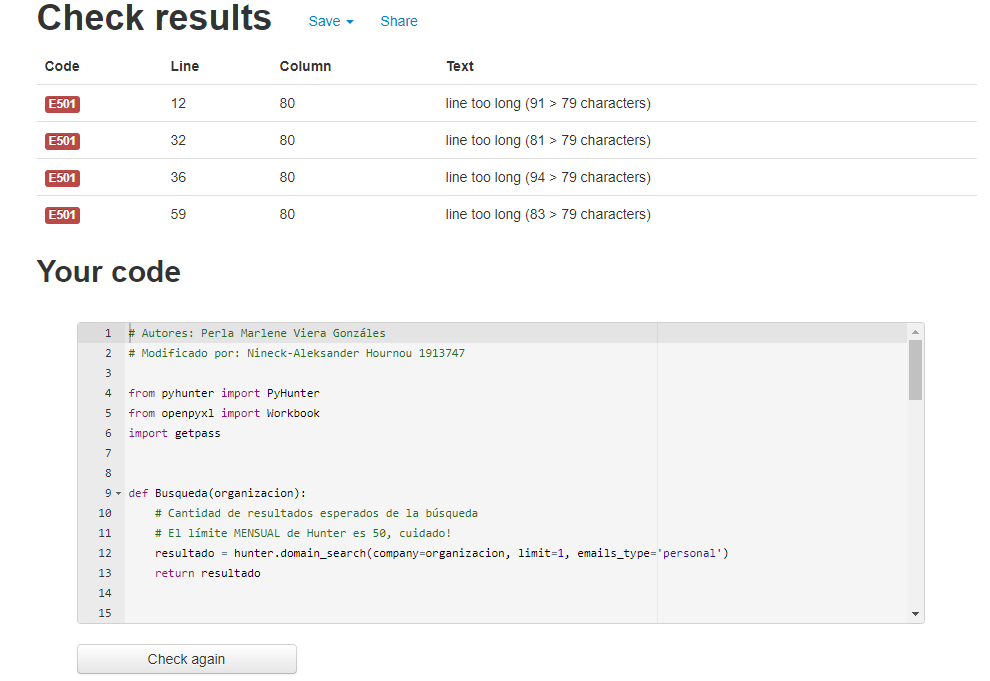 Check results Save Share
Code Line Column Text
E501 12 80 line too long (91 > 79 characters)
E501 32 80 line too long (81 > 79 characters)
E501 36 80 line too long (94 > 79 characters)
E501 59 80 line too long (83 > 79 characters)
Your code
1 # Autores: Perla Marlene Viera Gonzáles
2 # Modificado por: Nineck-Aleksander Hournou 1913747
3
4 from pyhunter import PyHunter
5 from openpyxl import Workbook
6 import getpass
7
8
9 def Busqueda(organizacion):
10 # Cantidad de resultados esperados de la búsqueda
11 # El límite MENSUAL de Hunter es 50, cuidado!
12 resultado = hunter.domain_search(company=organizacion, limit=1, emails_type='personal')
13 return resultado
14
15
Check again